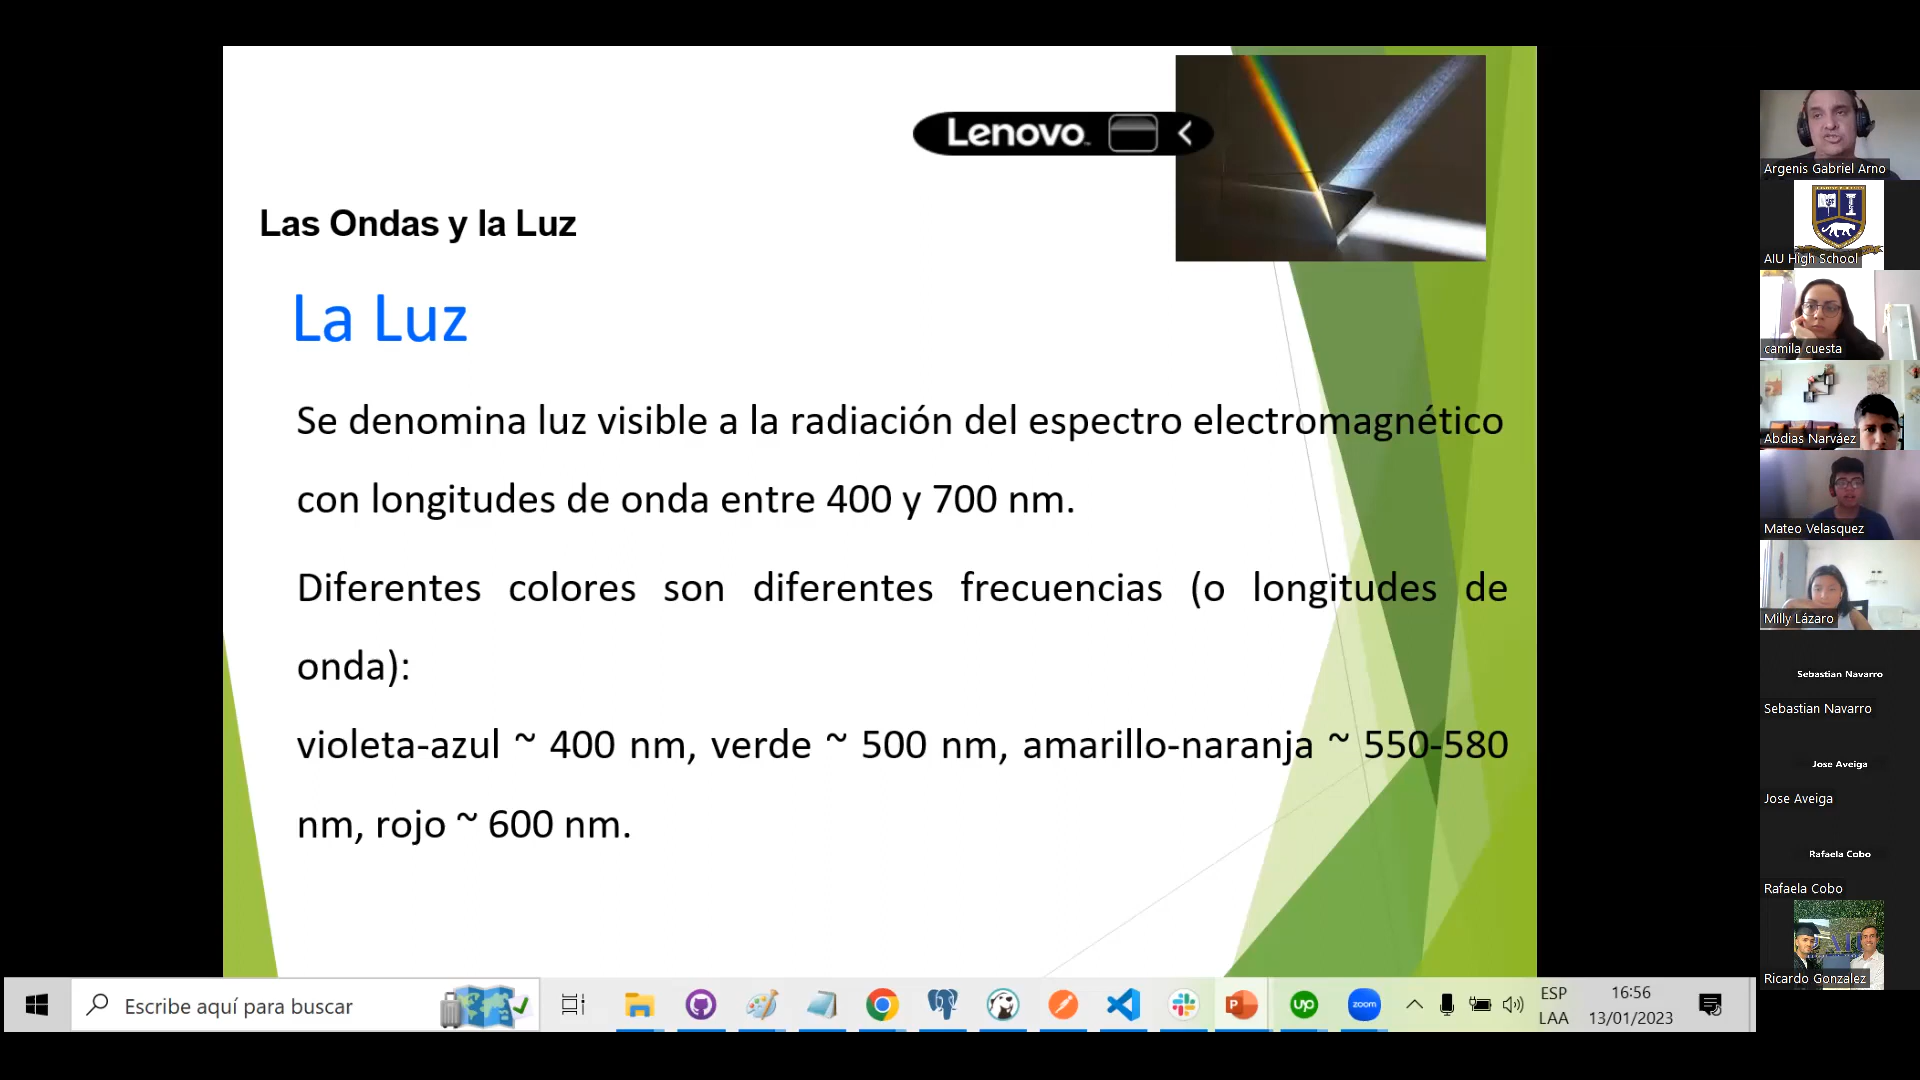 Lenovo
Las Ondas y la Luz
La Luz
Se denomina luz visible a la radiación del espectro electromagnético
con longitudes de onda entre 400 y 700 nm.
Diferentes colores son diferentes frecuencias (o longitudes de
onda):
violeta-azul ~ 400 nm, verde ~ 500 nm, amarillo-naranja ~ 550-580
nm, rojo ~ 600 nm.
Argenis Gabriel Arno
AIU High School
camila cuesta
Abdias Narváez
Mateo Velasquez
Milly Lázaro
Sebastian Navarro
Sebastian Navarro
Jose Aveiga
Jose Aveiga
Rafaela Cobo
Rafaela Cobo
Ricardo Gonzalez
Escribe aquí para buscar
up
zoom
ESP
LAA
16:56
13/01/2023